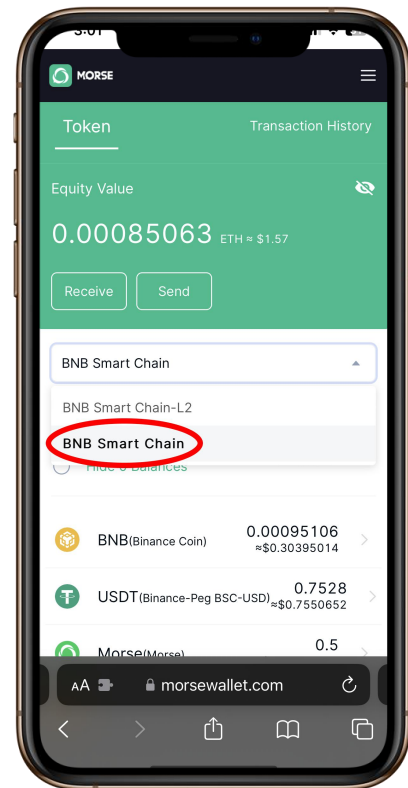 3:01
MORSE
Token Transaction History
Equity Value
0.00085063 ETH ≈ $1.57
Receive Send
BNB Smart Chain
BNB Smart Chain-L2
BNB Smart Chain
Hide 0 Balances
BNB(Binance Coin) 0.00095106
≈$0.30395014
USDT(Binance-Peg BSC-USD) 0.7528
≈$0.7550652
Morse(Morse) 0.5
AA morsewallet.com